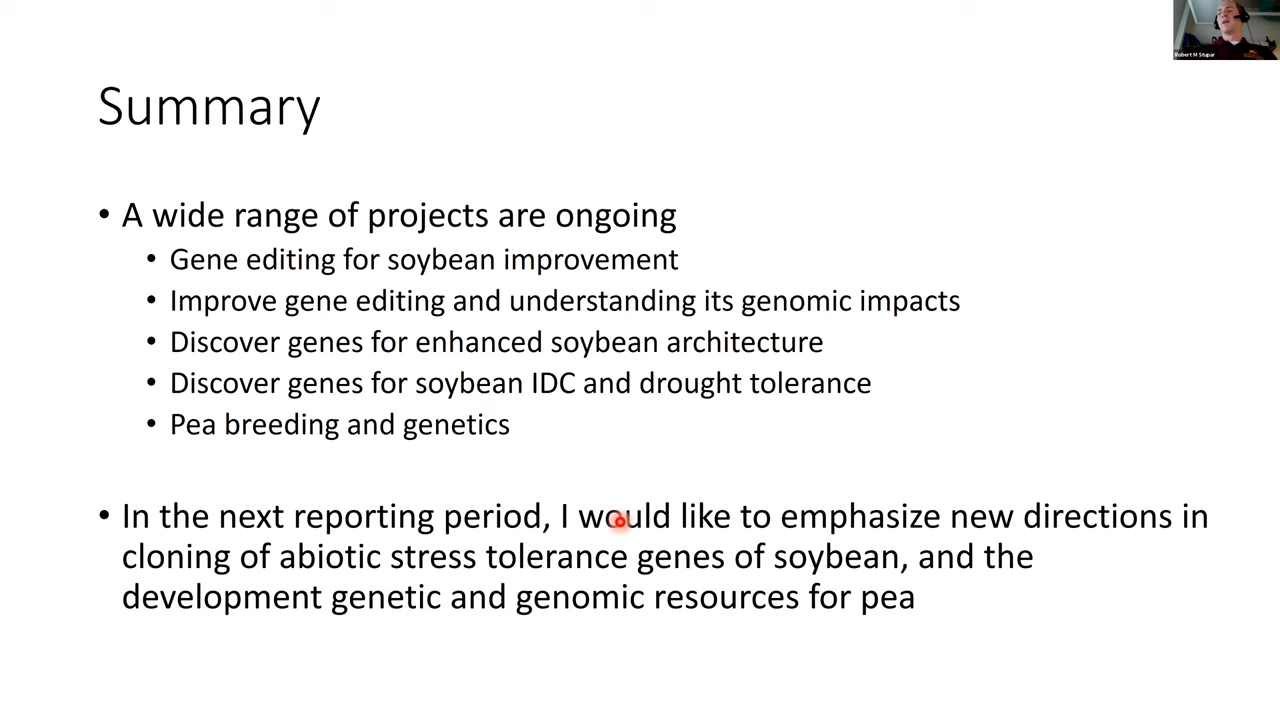 Robert M Stupar
Summary
• A wide range of projects are ongoing
• Gene editing for soybean improvement
• Improve gene editing and understanding its genomic impacts
• Discover genes for enhanced soybean architecture
• Discover genes for soybean IDC and drought tolerance
• Pea breeding and genetics
• In the next reporting period, I would like to emphasize new directions in
cloning of abiotic stress tolerance genes of soybean, and the
development genetic and genomic resources for pea